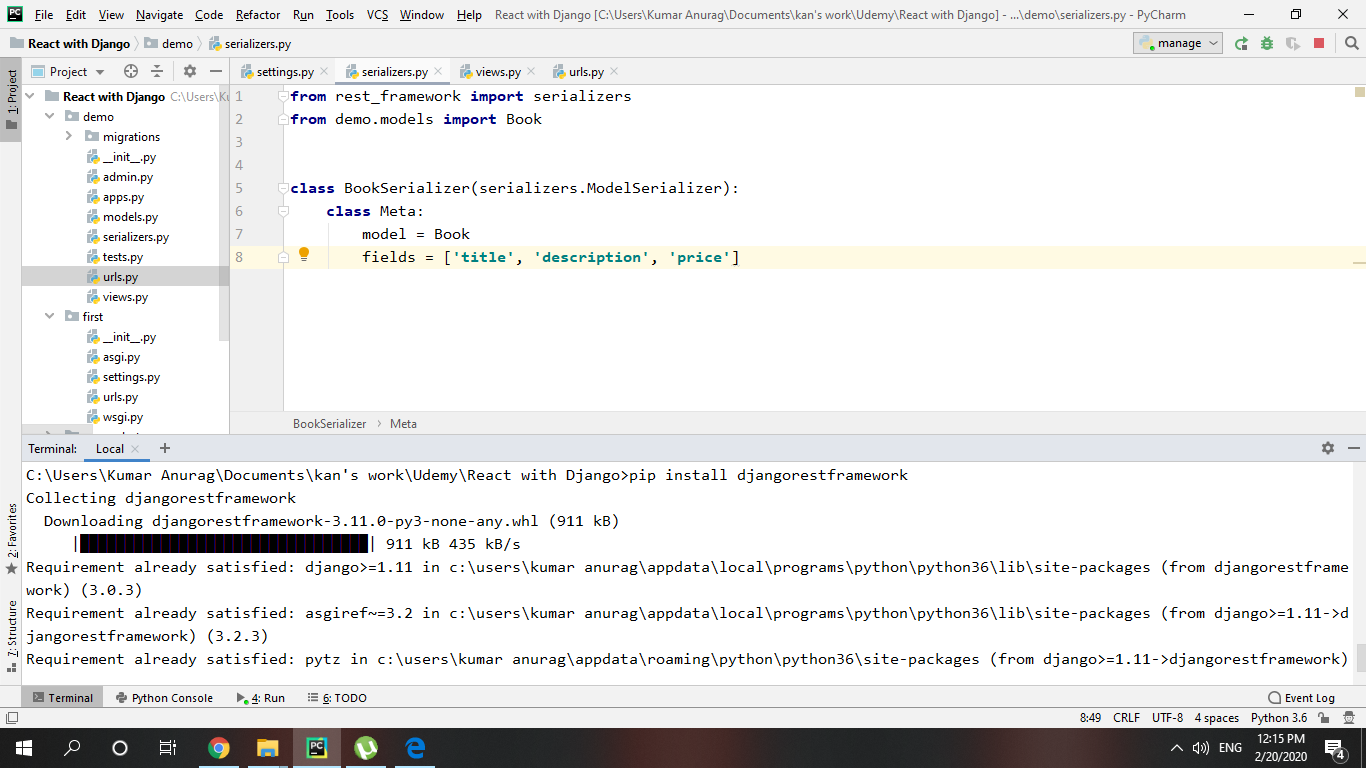 File Edit View Navigate Code Refactor Run Tools VCS Window Help React with Django [C:\Users\Kumar Anurag\Documents\kan's work\Udemy\React with Django] - ...\demo\serializers.py - PyCharm
React with Django demo serializers.py manage
1: Project
Project settings.py serializers.py views.py urls.py
React with Django C:\Users\Ku
demo
migrations
__init__.py
admin.py
apps.py
models.py
serializers.py
tests.py
urls.py
views.py
first
__init__.py
asgi.py
settings.py
urls.py
wsgi.py
1 from rest_framework import serializers
2 from demo.models import Book
3
4
5 class BookSerializer(serializers.ModelSerializer):
6 class Meta:
7 model = Book
8 fields = ['title', 'description', 'price']
BookSerializer › Meta
Terminal: Local +
C:\Users\Kumar Anurag\Documents\kan's work\Udemy\React with Django>pip install djangorestframework
Collecting djangorestframework
Downloading djangorestframework-3.11.0-py3-none-any.whl (911 kB)
| | 911 kB 435 kB/s
Requirement already satisfied: django>=1.11 in c:\users\kumar anurag\appdata\local\programs\python\python36\lib\site-packages (from djangorestframe
work) (3.0.3)
Requirement already satisfied: asgiref~=3.2 in c:\users\kumar anurag\appdata\local\programs\python\python36\lib\site-packages (from django>=1.11->d
jangorestframework) (3.2.3)
Requirement already satisfied: pytz in c:\users\kumar anurag\appdata\roaming\python\python36\site-packages (from django>=1.11->djangorestframework)
2: Favorites
7: Structure
Terminal Python Console 4: Run 6: TODO Event Log
8:49 CRLF UTF-8 4 spaces Python 3.6
ENG 12:15 PM
2/20/2020
4